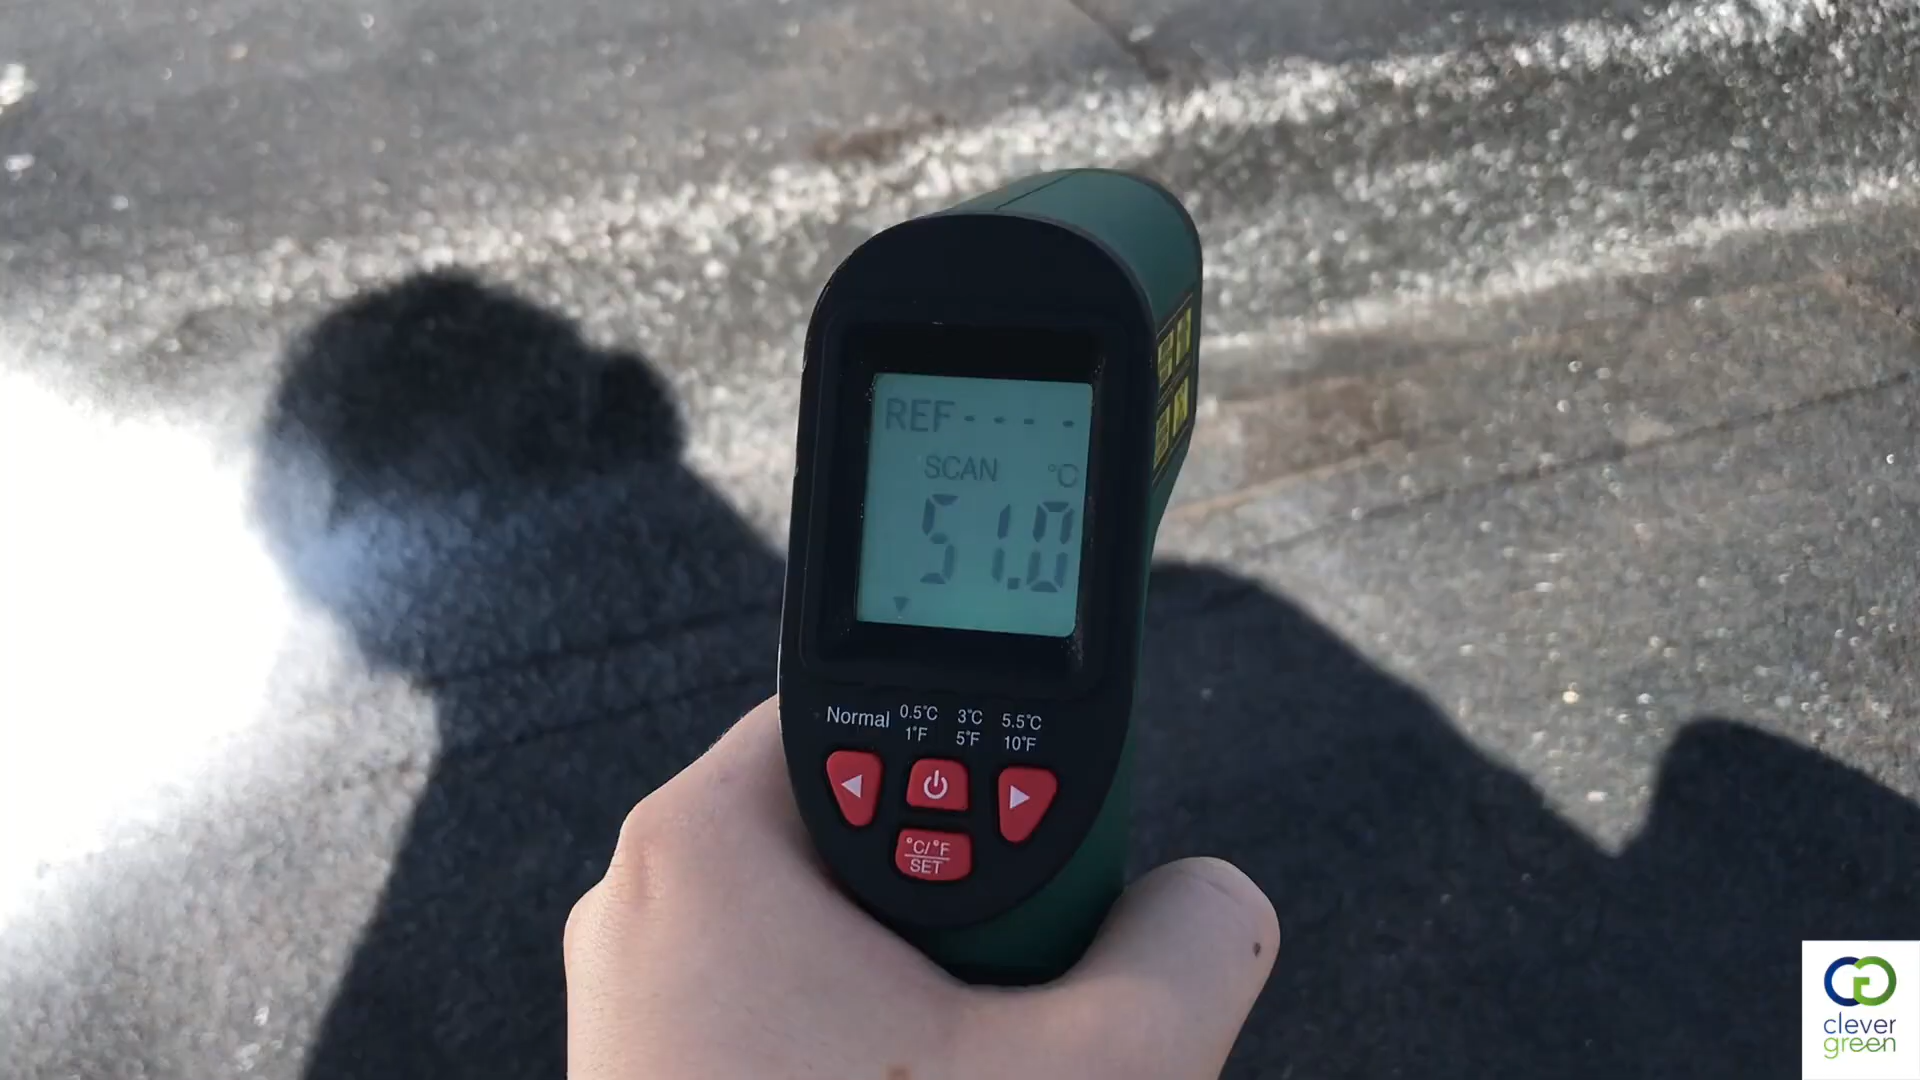 REF - - - -
SCAN °C
51.0
Normal 0.5°C 3°C 5.5°C
1°F 5°F 10°F
°C/°F
SET
clever
green